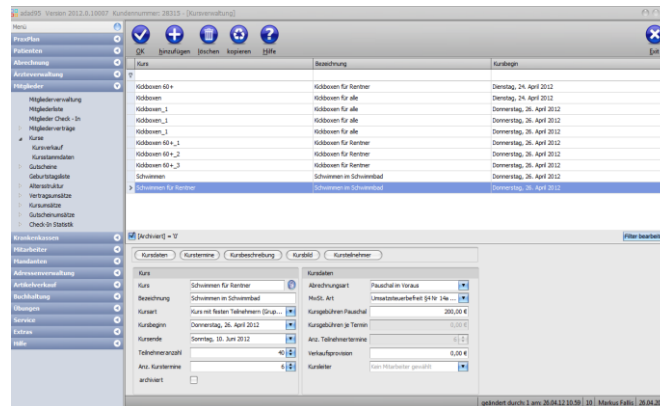 adad95 Version 2012.0.10007 Kundennummer: 28315 - [Kursverwaltung]
Menü
PraxPlan
Patienten
Abrechnung
Ärzteverwaltung
Mitglieder
Mitgliederverwaltung
Mitgliederliste
Mitglieder Check - In
Mitgliederverträge
Kurse
Kursverkauf
Kursstammdaten
Gutscheine
Geburtstagsliste
Altersstruktur
Vertragsumsätze
Kursumsätze
Gutscheinumsätze
Check-In Statistik
Krankenkassen
Mitarbeiter
Mandanten
Adressenverwaltung
Artikelverkauf
Buchhaltung
Übungen
Service
Extras
Hilfe
OK hinzufügen löschen kopieren Hilfe Exit
Kurs Bezeichnung Kursbeginn
Kickboxen 60+ Kickboxen für Rentner Dienstag, 24. April 2012
Kickboxen Kickboxen für alle Dienstag, 24. April 2012
Kickboxen_1 Kickboxen für alle Donnerstag, 26. April 2012
Kickboxen_1 Kickboxen für alle Donnerstag, 26. April 2012
Kickboxen_1 Kickboxen für alle Donnerstag, 26. April 2012
Kickboxen 60+_1 Kickboxen für Rentner Donnerstag, 26. April 2012
Kickboxen 60+_2 Kickboxen für Rentner Donnerstag, 26. April 2012
Kickboxen 60+_3 Kickboxen für Rentner Donnerstag, 26. April 2012
Schwimmen Schwimmen im Schwimmbad Donnerstag, 26. April 2012
Schwimmen für Rentner Schwimmen im Schwimmbad Donnerstag, 26. April 2012
[Archiviert] = '0' Filter bearbeiten
Kursdaten Kurstermine Kursbeschreibung Kursbild Kursteilnehmer
Kurs Kursdaten
Kurs Schwimmen für Rentner Abrechnungsart Pauschal im Voraus
Bezeichnung Schwimmen im Schwimmbad MwSt. Art Umsatzsteuerbefreit §4 Nr 14a ...
Kursart Kurs mit festen Teilnehmern (Grup... Kursgebühren Pauschal 200,00 €
Kursbeginn Donnerstag, 26. April 2012 Kursgebühren je Termin 0,00 €
Kursende Sonntag, 10. Juni 2012 Anz. Teilnehmertermine
Teilnehmeranzahl 40 Verkaufsprovision 0,00 €
Anz. Kurstermine 6 Kursleiter Kein Mitarbeiter gewählt
archiviert
geändert durch: 1 am: 26.04.12 10:59 10 Markus Fallis 26.04.20